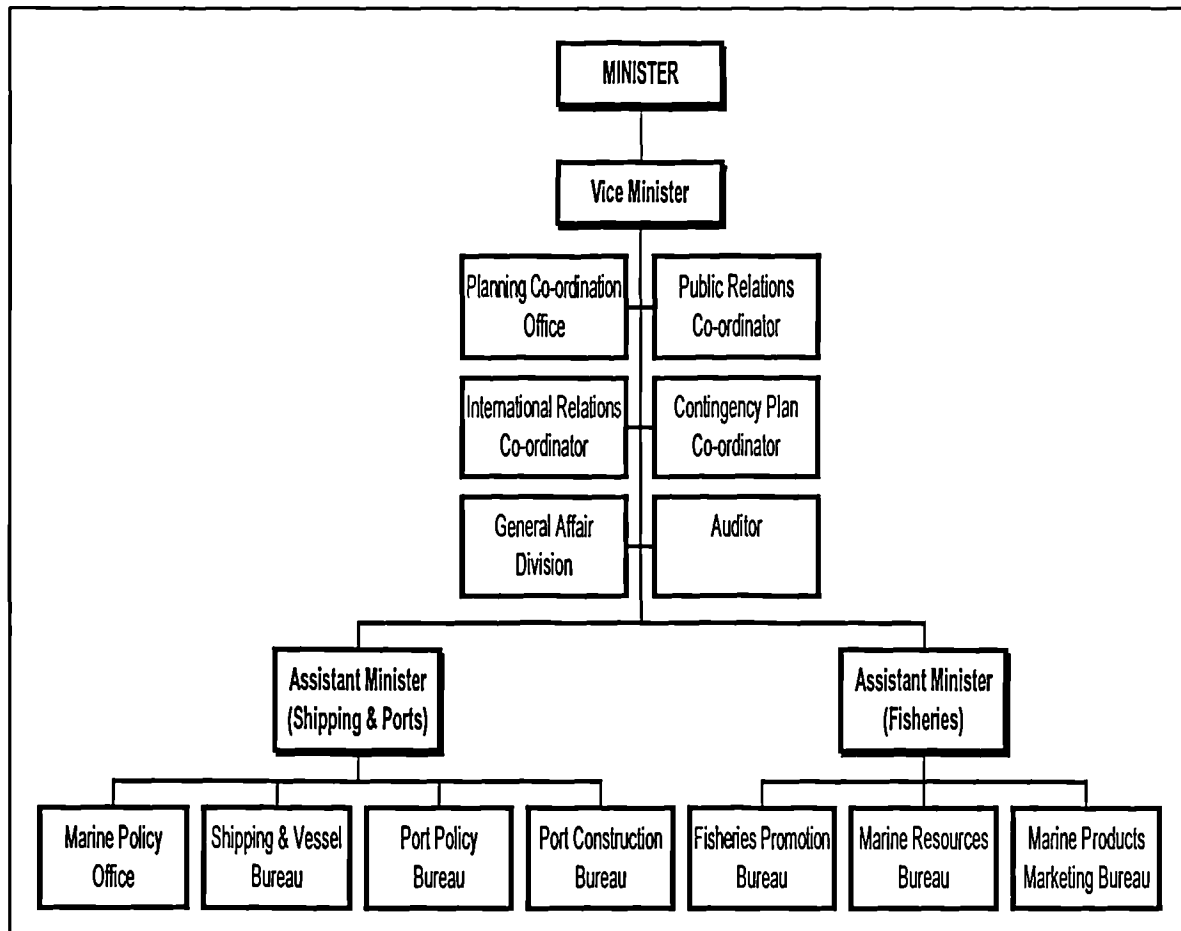 MINISTER
Vice Minister
Planning Co-ordination
Office
Public Relations
Co-ordinator
International Relations
Co-ordinator
Contingency Plan
Co-ordinator
General Affair
Division
Auditor
Assistant Minister
(Shipping & Ports)
Assistant Minister
(Fisheries)
Marine Policy
Office
Shipping & Vessel
Bureau
Port Policy
Bureau
Port Construction
Bureau
Fisheries Promotion
Bureau
Marine Resources
Bureau
Marine Products
Marketing Bureau